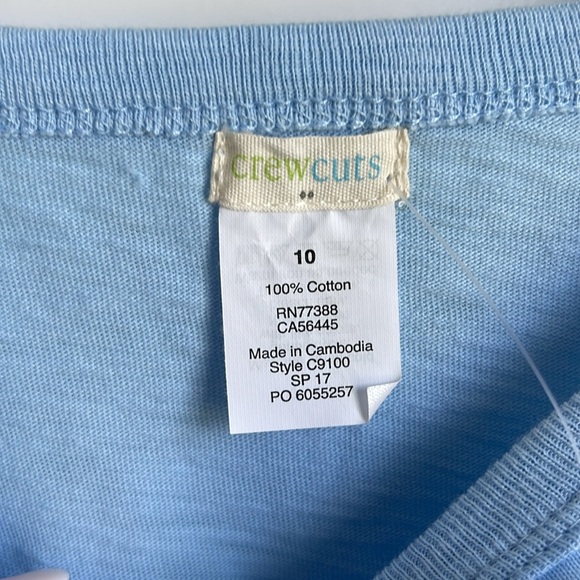 crewcuts
10
100% Cotton
RN77388
CA56445
Made in Cambodia
Style C9100
SP 17
PO 6055257